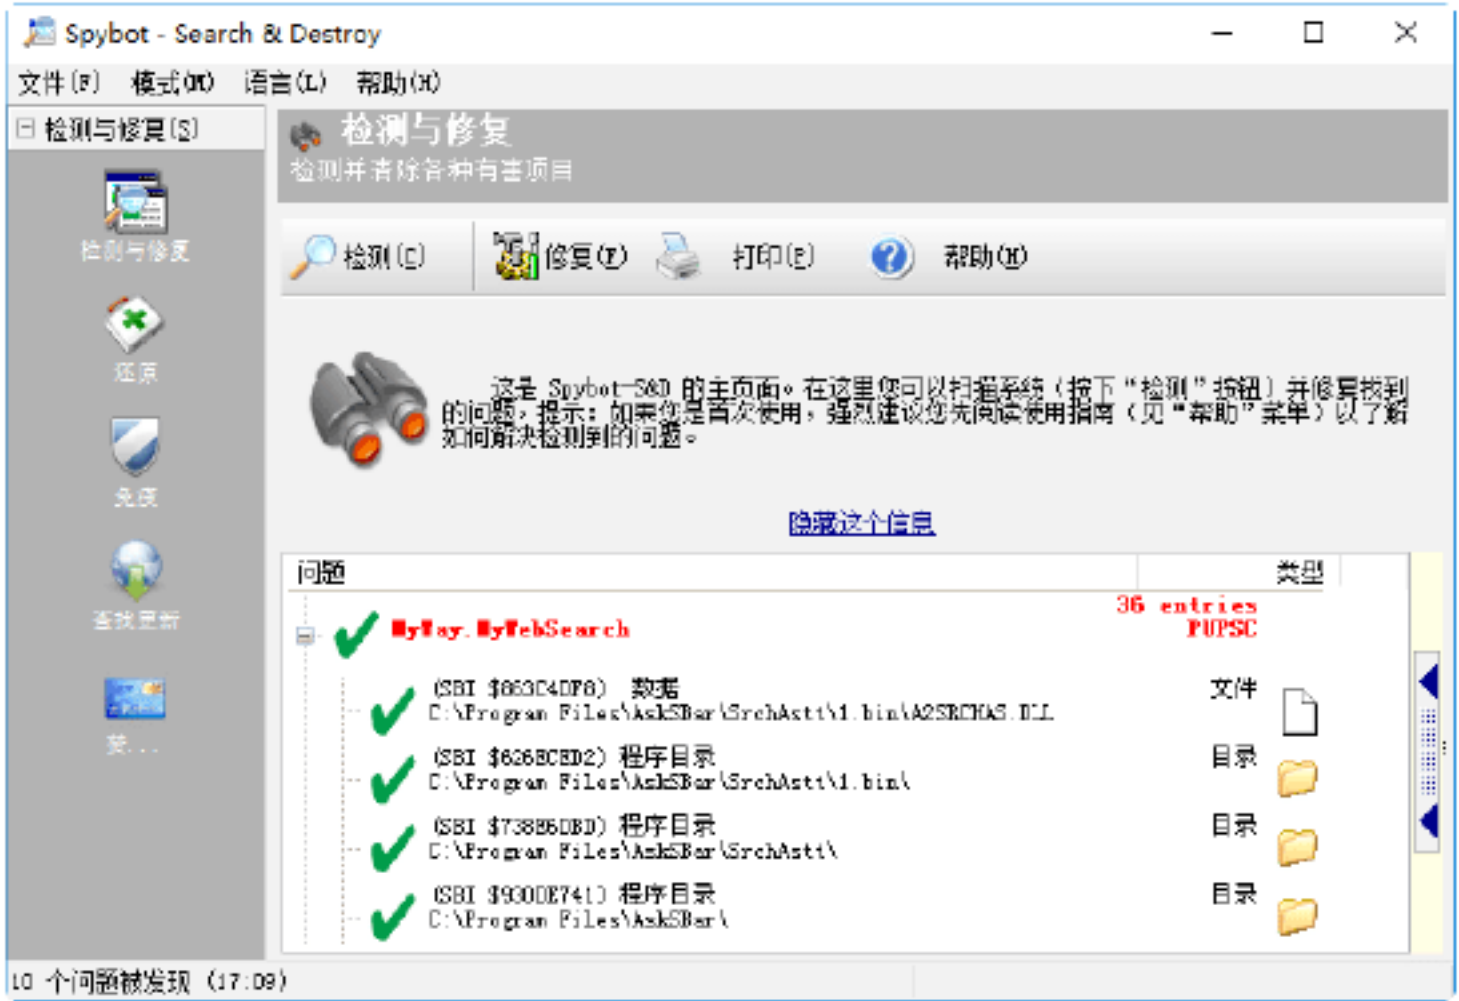 Spybot - Search & Destroy
文件(F) 模式(M) 语言(L) 帮助(H)
检测与修复(S)
检测与修复
检测并清除各种有害项目
检测与修复
还原
免疫
查找更新
赞...
检测(C) 修复(F) 打印(P) 帮助(H)
这是 Spybot-S&D 的主页面。在这里您可以扫描系统（按下“检测”按钮）并修复找到
的问题，提示：如果您是首次使用，强烈建议您先阅读使用指南（见“帮助”菜单）以了解
如何解决检测到的问题。
隐藏这个信息
问题 类型
MyWay.MyWebSearch 36 entries
PUPSC
(SBI $863C4DF8) 数据 文件
C:\Program Files\AskSBar\SrchAstt\1.bin\A2SRCHAS.DLL
(SBI $626ECED2) 程序目录 目录
C:\Program Files\AskSBar\SrchAstt\1.bin\
(SBI $738B6DBD) 程序目录 目录
C:\Program Files\AskSBar\SrchAstt\
(SBI $930DE741) 程序目录 目录
C:\Program Files\AskSBar\
10 个问题被发现 (17:09)